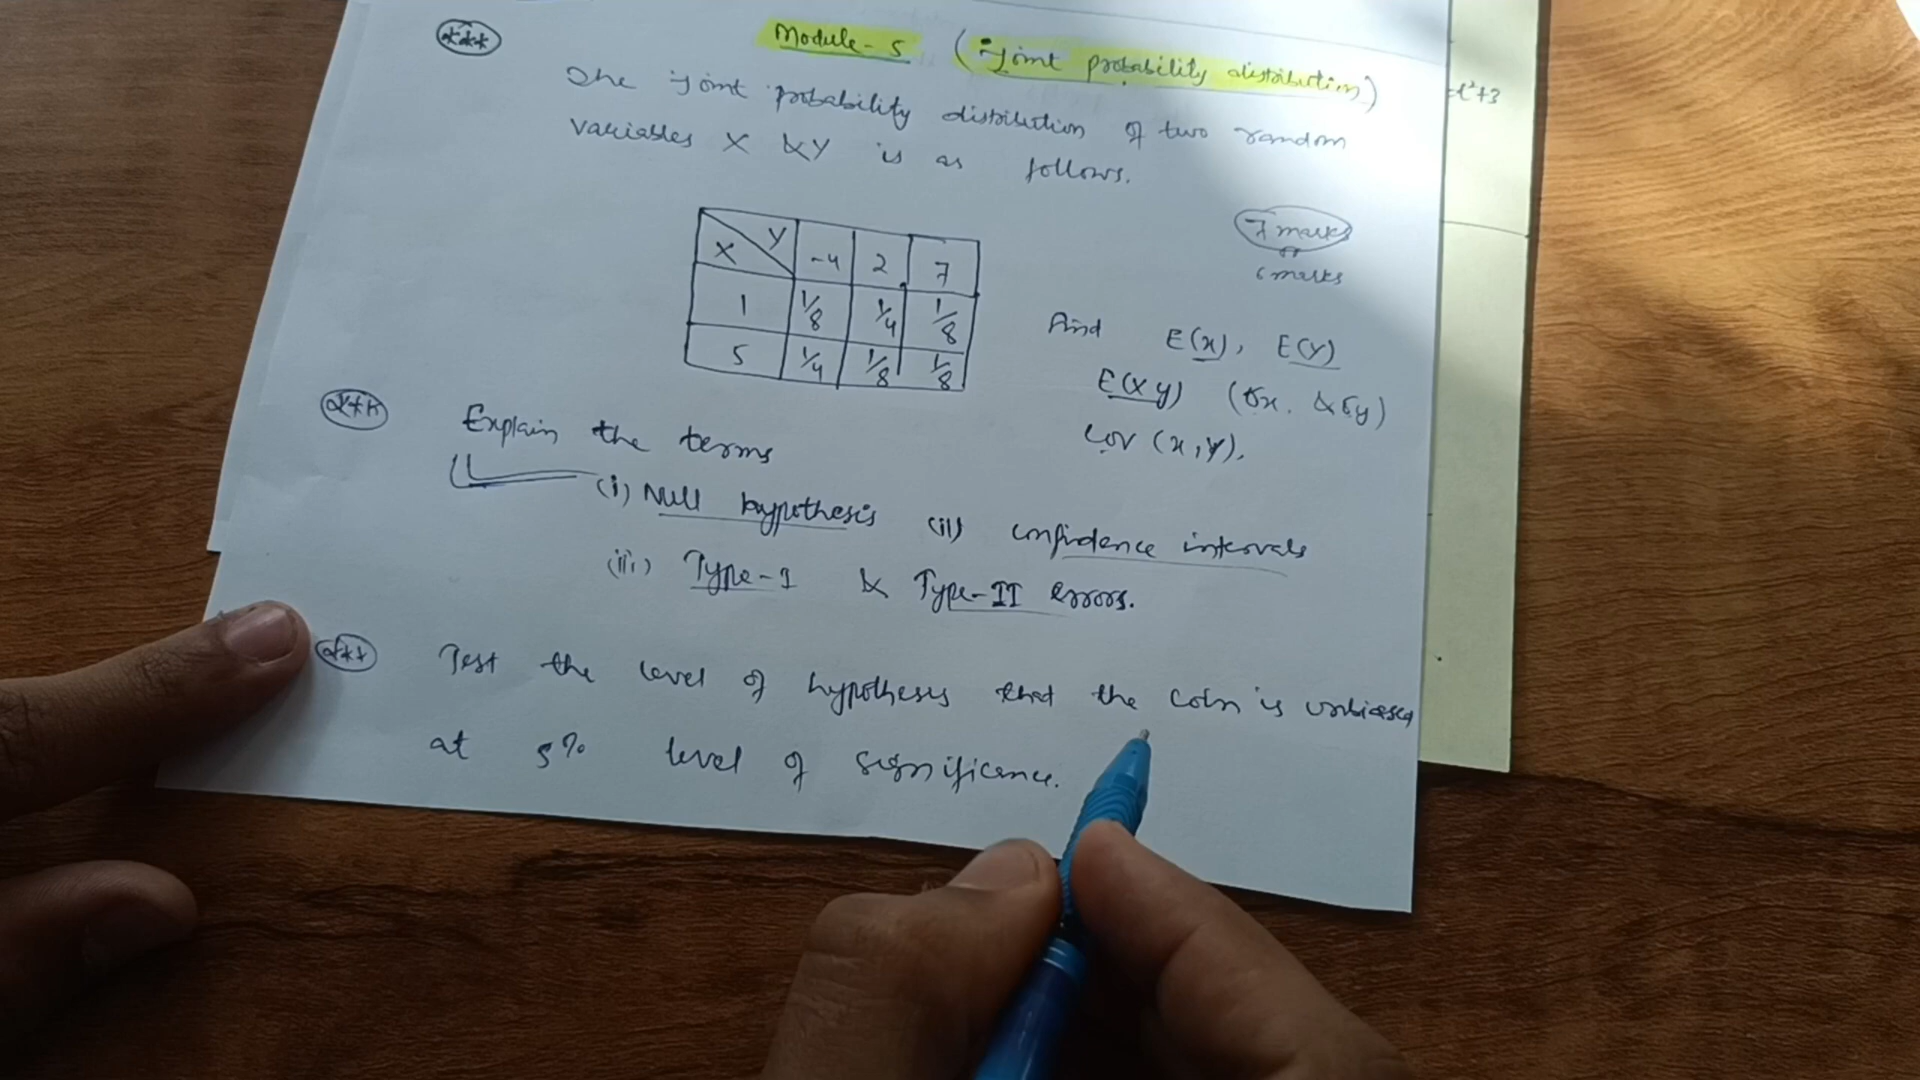 ***
Module-5 (Joint probability distribution)
The joint probability distribution of two random
variables X & Y is as follows.
X Y -4 2 7
1 1/8 1/4 1/8
5 1/4 1/8 1/8
7 marks
or
6 marks
Find E(x), E(Y)
E(XY) (σx. & σy)
Cov (x,Y).
***
Explain the terms
(i) Null hypothesis (ii) confidence intervals
(iii) Type-I & Type-II errors.
***
Test the level of hypothesis that the coin is unbiased
at 5% level of significance.